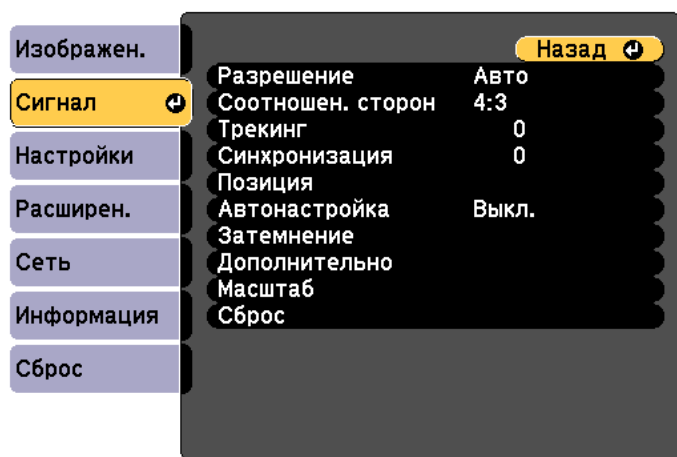 Изображен.
Сигнал
Настройки
Расширен.
Сеть
Информация
Сброс
Назад
Разрешение Авто
Соотношен. сторон 4:3
Трекинг 0
Синхронизация 0
Позиция
Автонастройка Выкл.
Затемнение
Дополнительно
Масштаб
Сброс